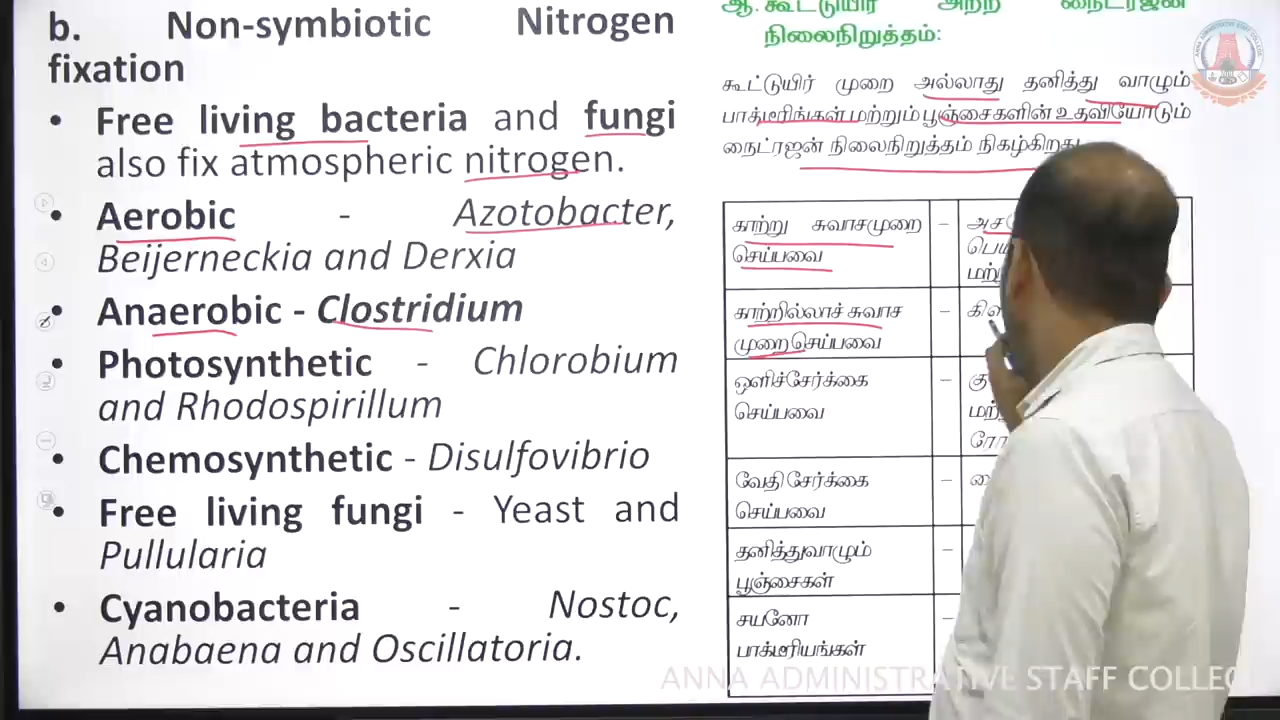 b. Non-symbiotic Nitrogen
fixation
• Free living bacteria and fungi
also fix atmospheric nitrogen.
• Aerobic - Azotobacter,
Beijerneckia and Derxia
• Anaerobic - Clostridium
• Photosynthetic - Chlorobium
and Rhodospirillum
• Chemosynthetic - Disulfovibrio
• Free living fungi - Yeast and
Pullularia
• Cyanobacteria - Nostoc,
Anabaena and Oscillatoria.
ஆ. கூட்டுயிர் அற்ற நைட்ரஜன்
நிலைநிறுத்தம்:
கூட்டுயிர் முறை அல்லாது தனித்து வாழும்
பாக்டீரிங்கள் மற்றும் பூஞ்சைகளின் உதவியோடும்
நைட்ரஜன் நிலைநிறுத்தம்
காற்று சுவாசமுறை –
செய்பவை
காற்றில்லாச் சுவாச –
முறை செய்பவை
ஒளிச்சேர்க்கை –
செய்பவை
வேதி சேர்க்கை –
செய்பவை
தனித்துவாழும் –
பூஞ்சைகள்
சயனோ –
பாக்டீரியங்கள்
ANNA ADMINISTRATIVE STAFF